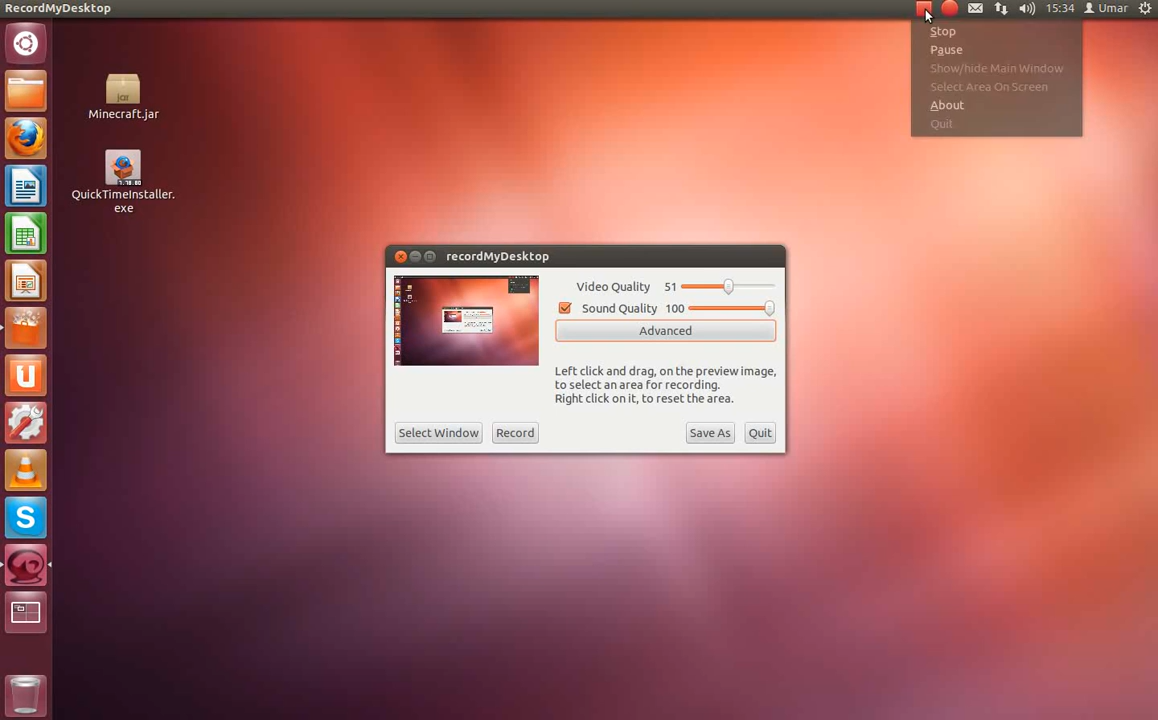 RecordMyDesktop
15:34
Umar
Stop
Pause
Show/hide Main Window
Select Area On Screen
About
Quit
jar
Minecraft.jar
QuickTimeInstaller.
exe
recordMyDesktop
Video Quality 51
Sound Quality 100
Advanced
Left click and drag, on the preview image,
to select an area for recording.
Right click on it, to reset the area.
Select Window
Record
Save As
Quit
U
S